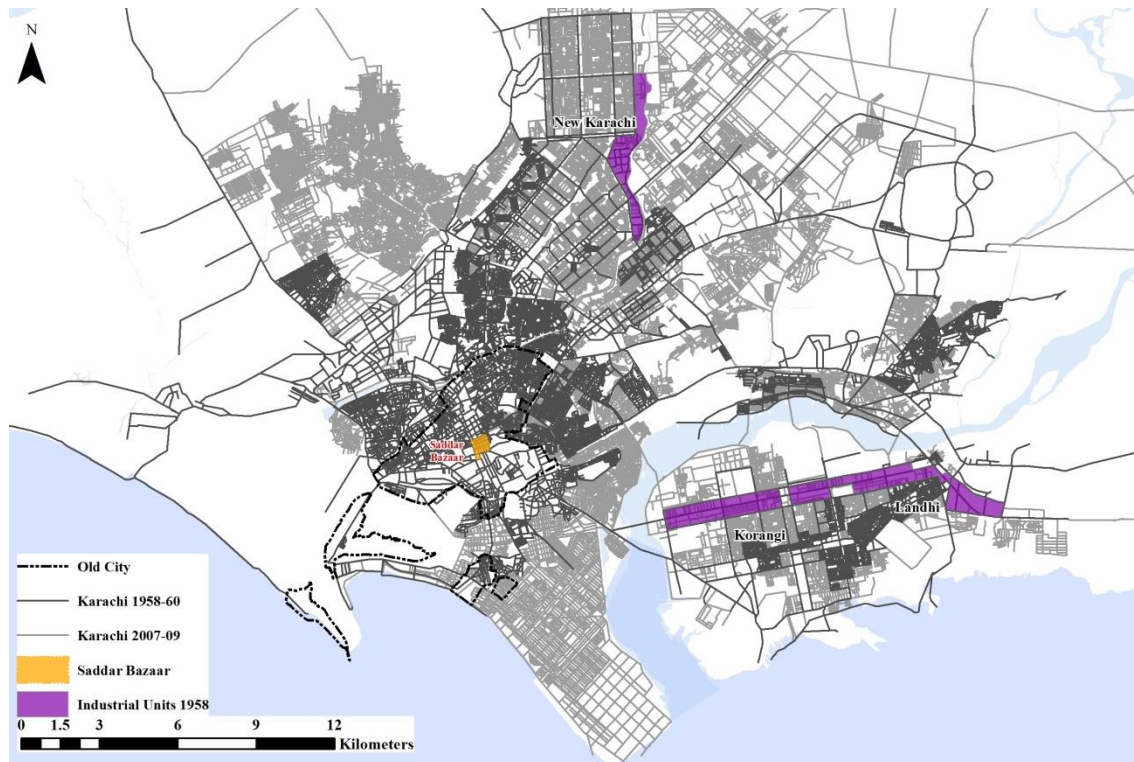 N
New Karachi
Saddar
Bazaar
Landhi
Korangi
Old City
Karachi 1958-60
Karachi 2007-09
Saddar Bazaar
Industrial Units 1958
0 1.5 3 6 9 12
Kilometers